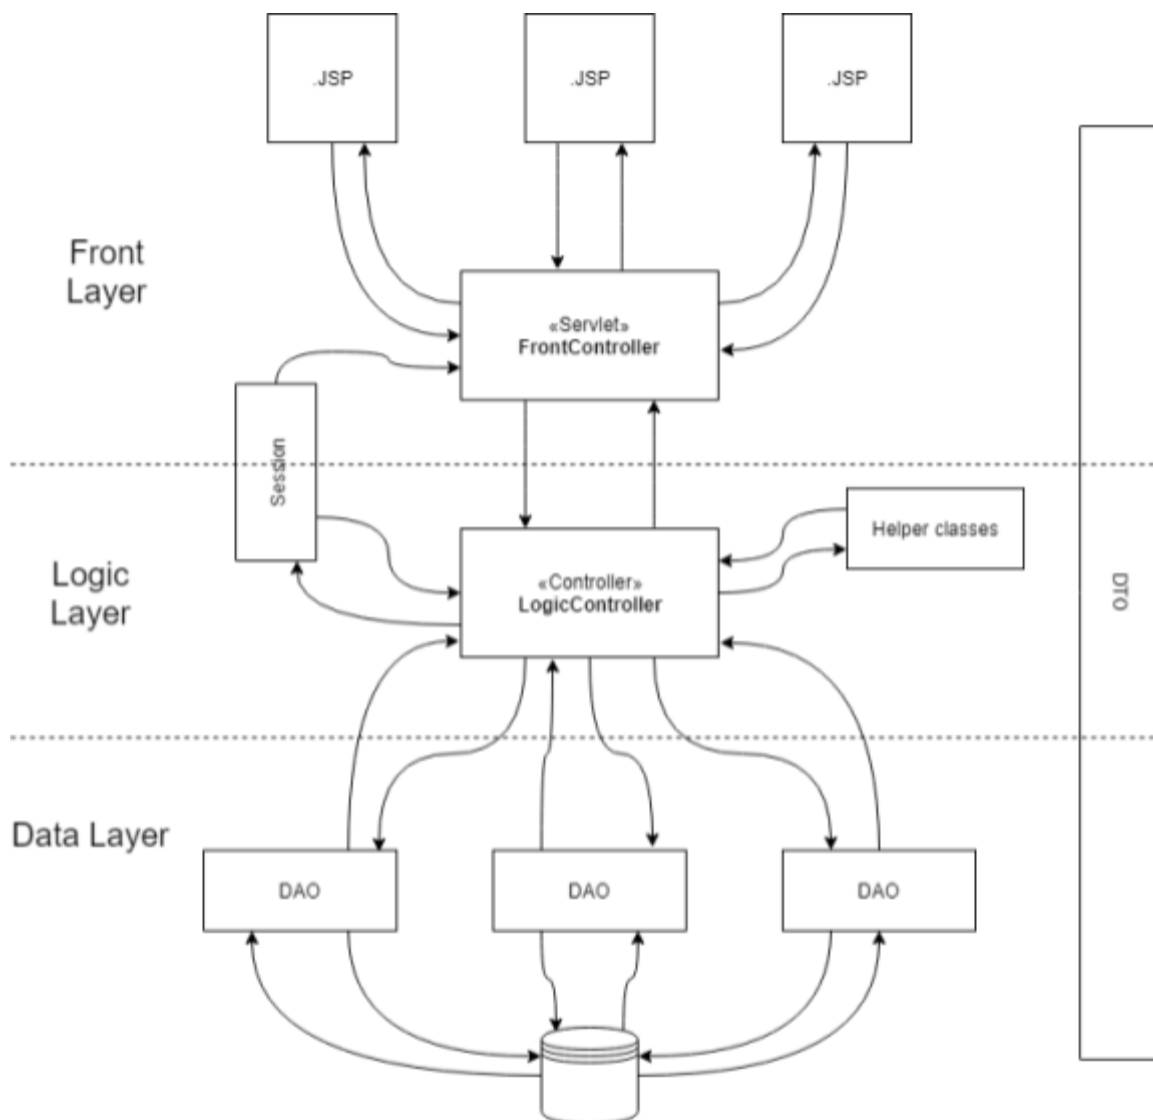 .JSP
.JSP
.JSP
Front
Layer
«Servlet»
FrontController
Session
Helper classes
Logic
Layer
«Controller»
LogicController
DTO
Data Layer
DAO
DAO
DAO